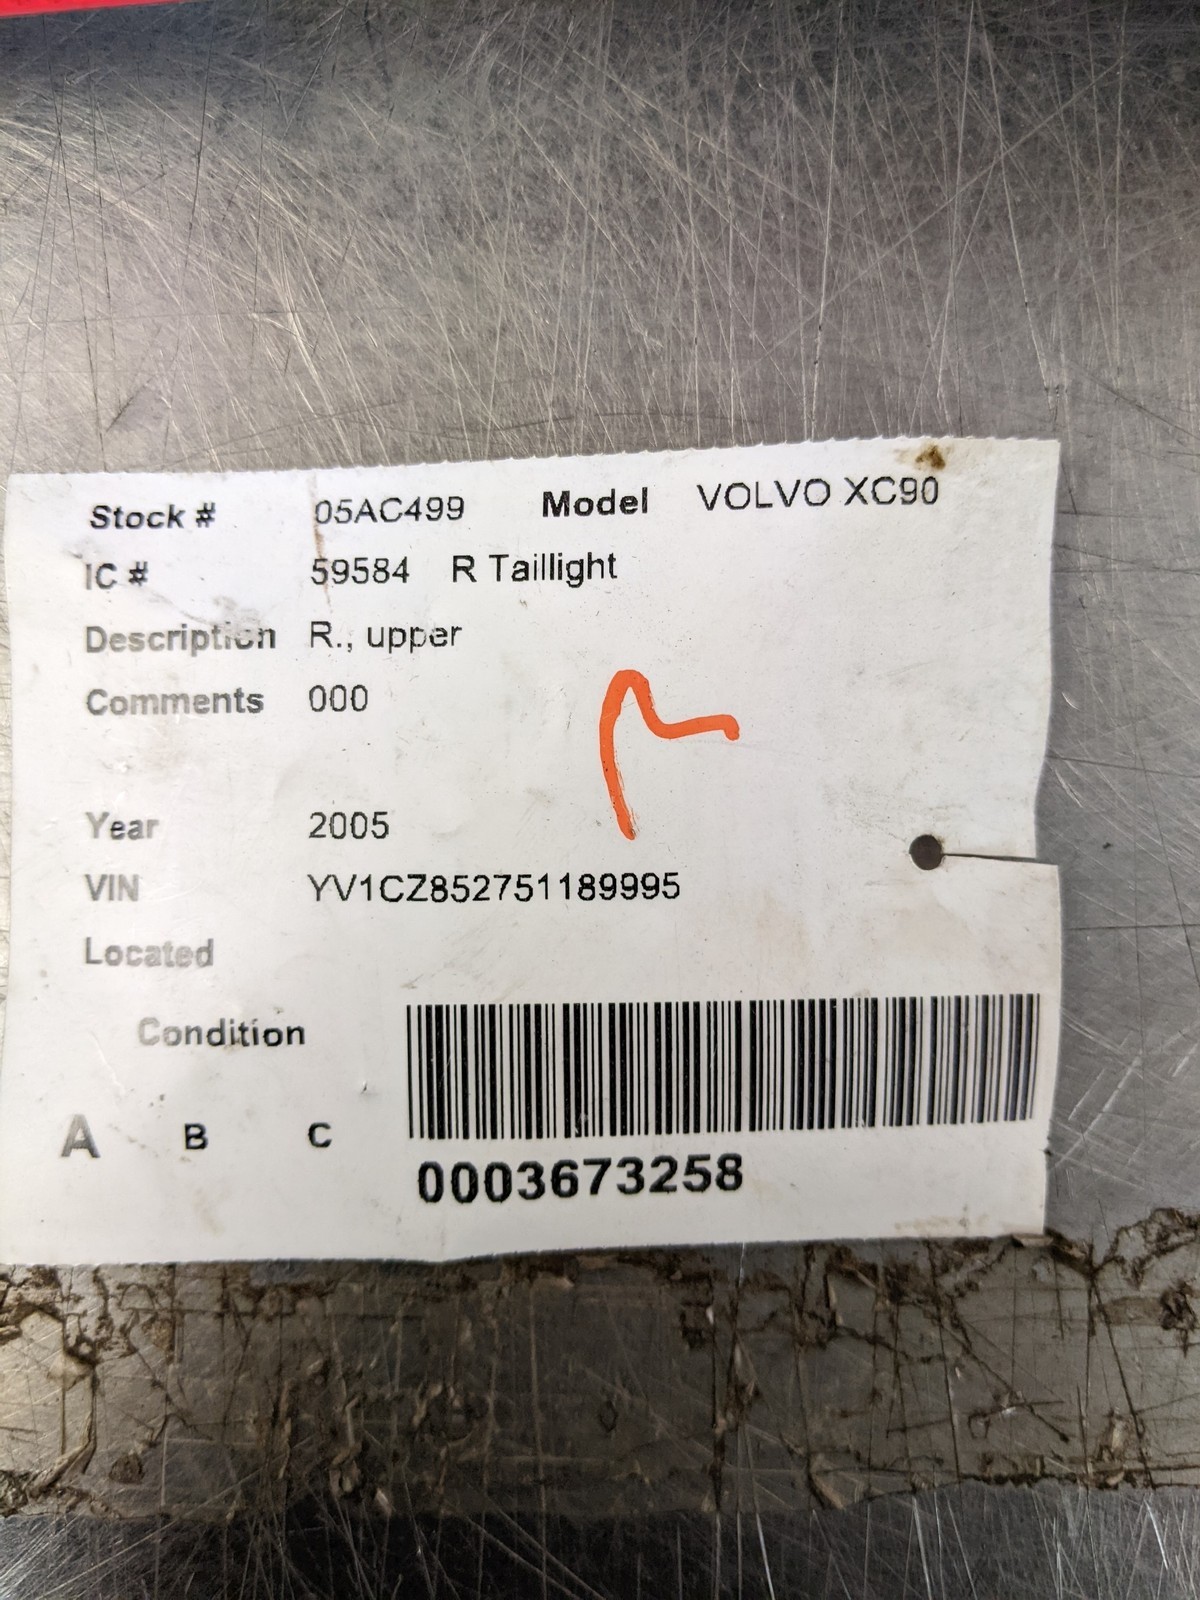 Stock # 05AC499 Model VOLVO XC90
IC # 59584 R Taillight
Description R., upper
Comments 000
Year 2005
VIN YV1CZ852751189995
Located
Condition
A B C
0003673258